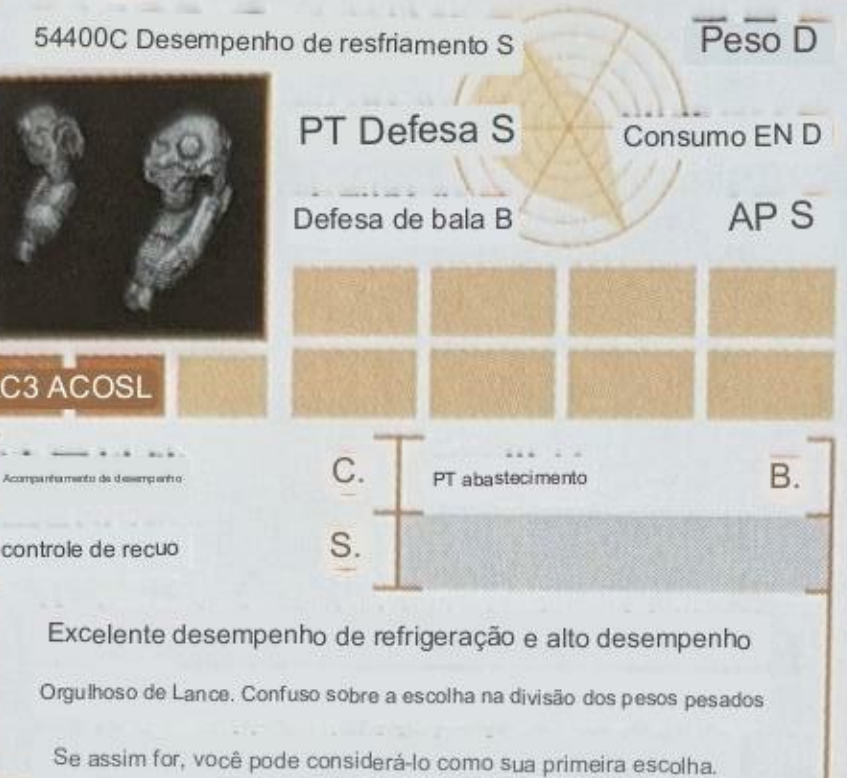 54400C Desempenho de resfriamento S
Peso D
PT Defesa S
Consumo EN D
Defesa de bala B
AP S
C3 ACOSL
Acompanhamento de desempenho
C.
PT abastecimento
B.
controle de recuo
S.
Excelente desempenho de refrigeração e alto desempenho
Orgulhoso de Lance. Confuso sobre a escolha na divisão dos pesos pesados
Se assim for, você pode considerá-lo como sua primeira escolha.